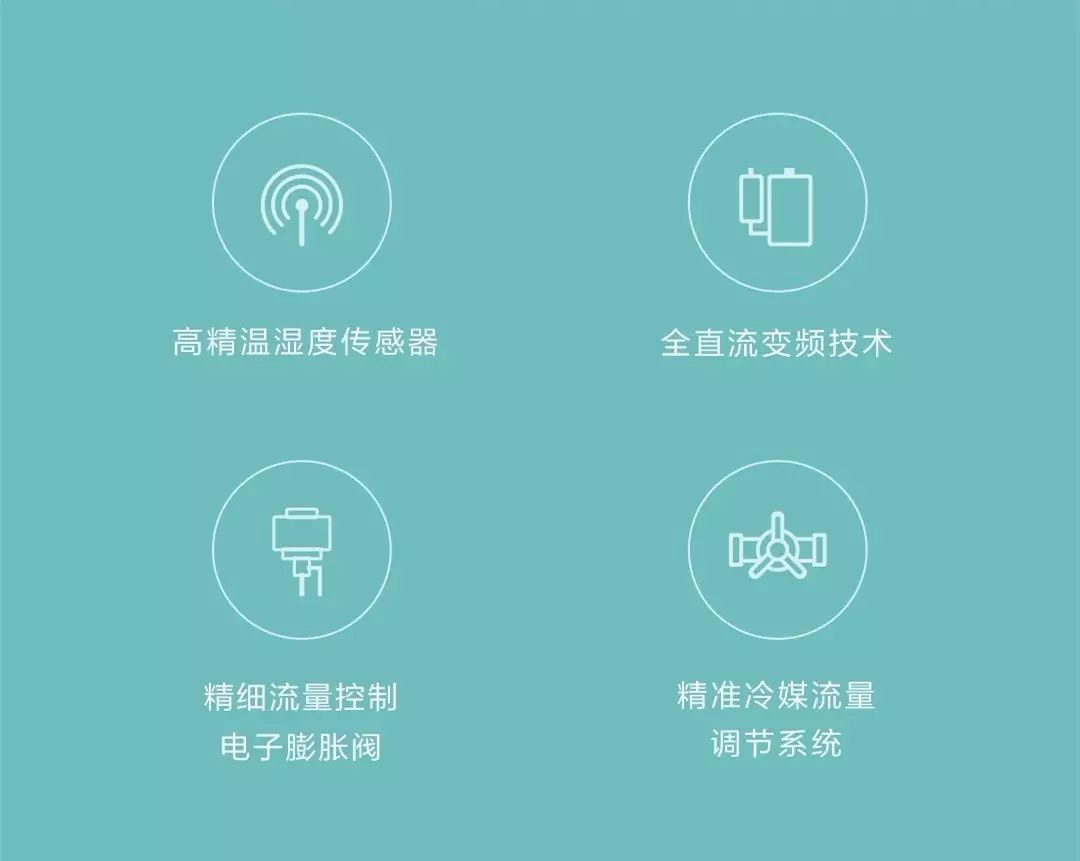 高精温湿度传感器
全直流变频技术
精细流量控制
电子膨胀阀
精准冷媒流量
调节系统